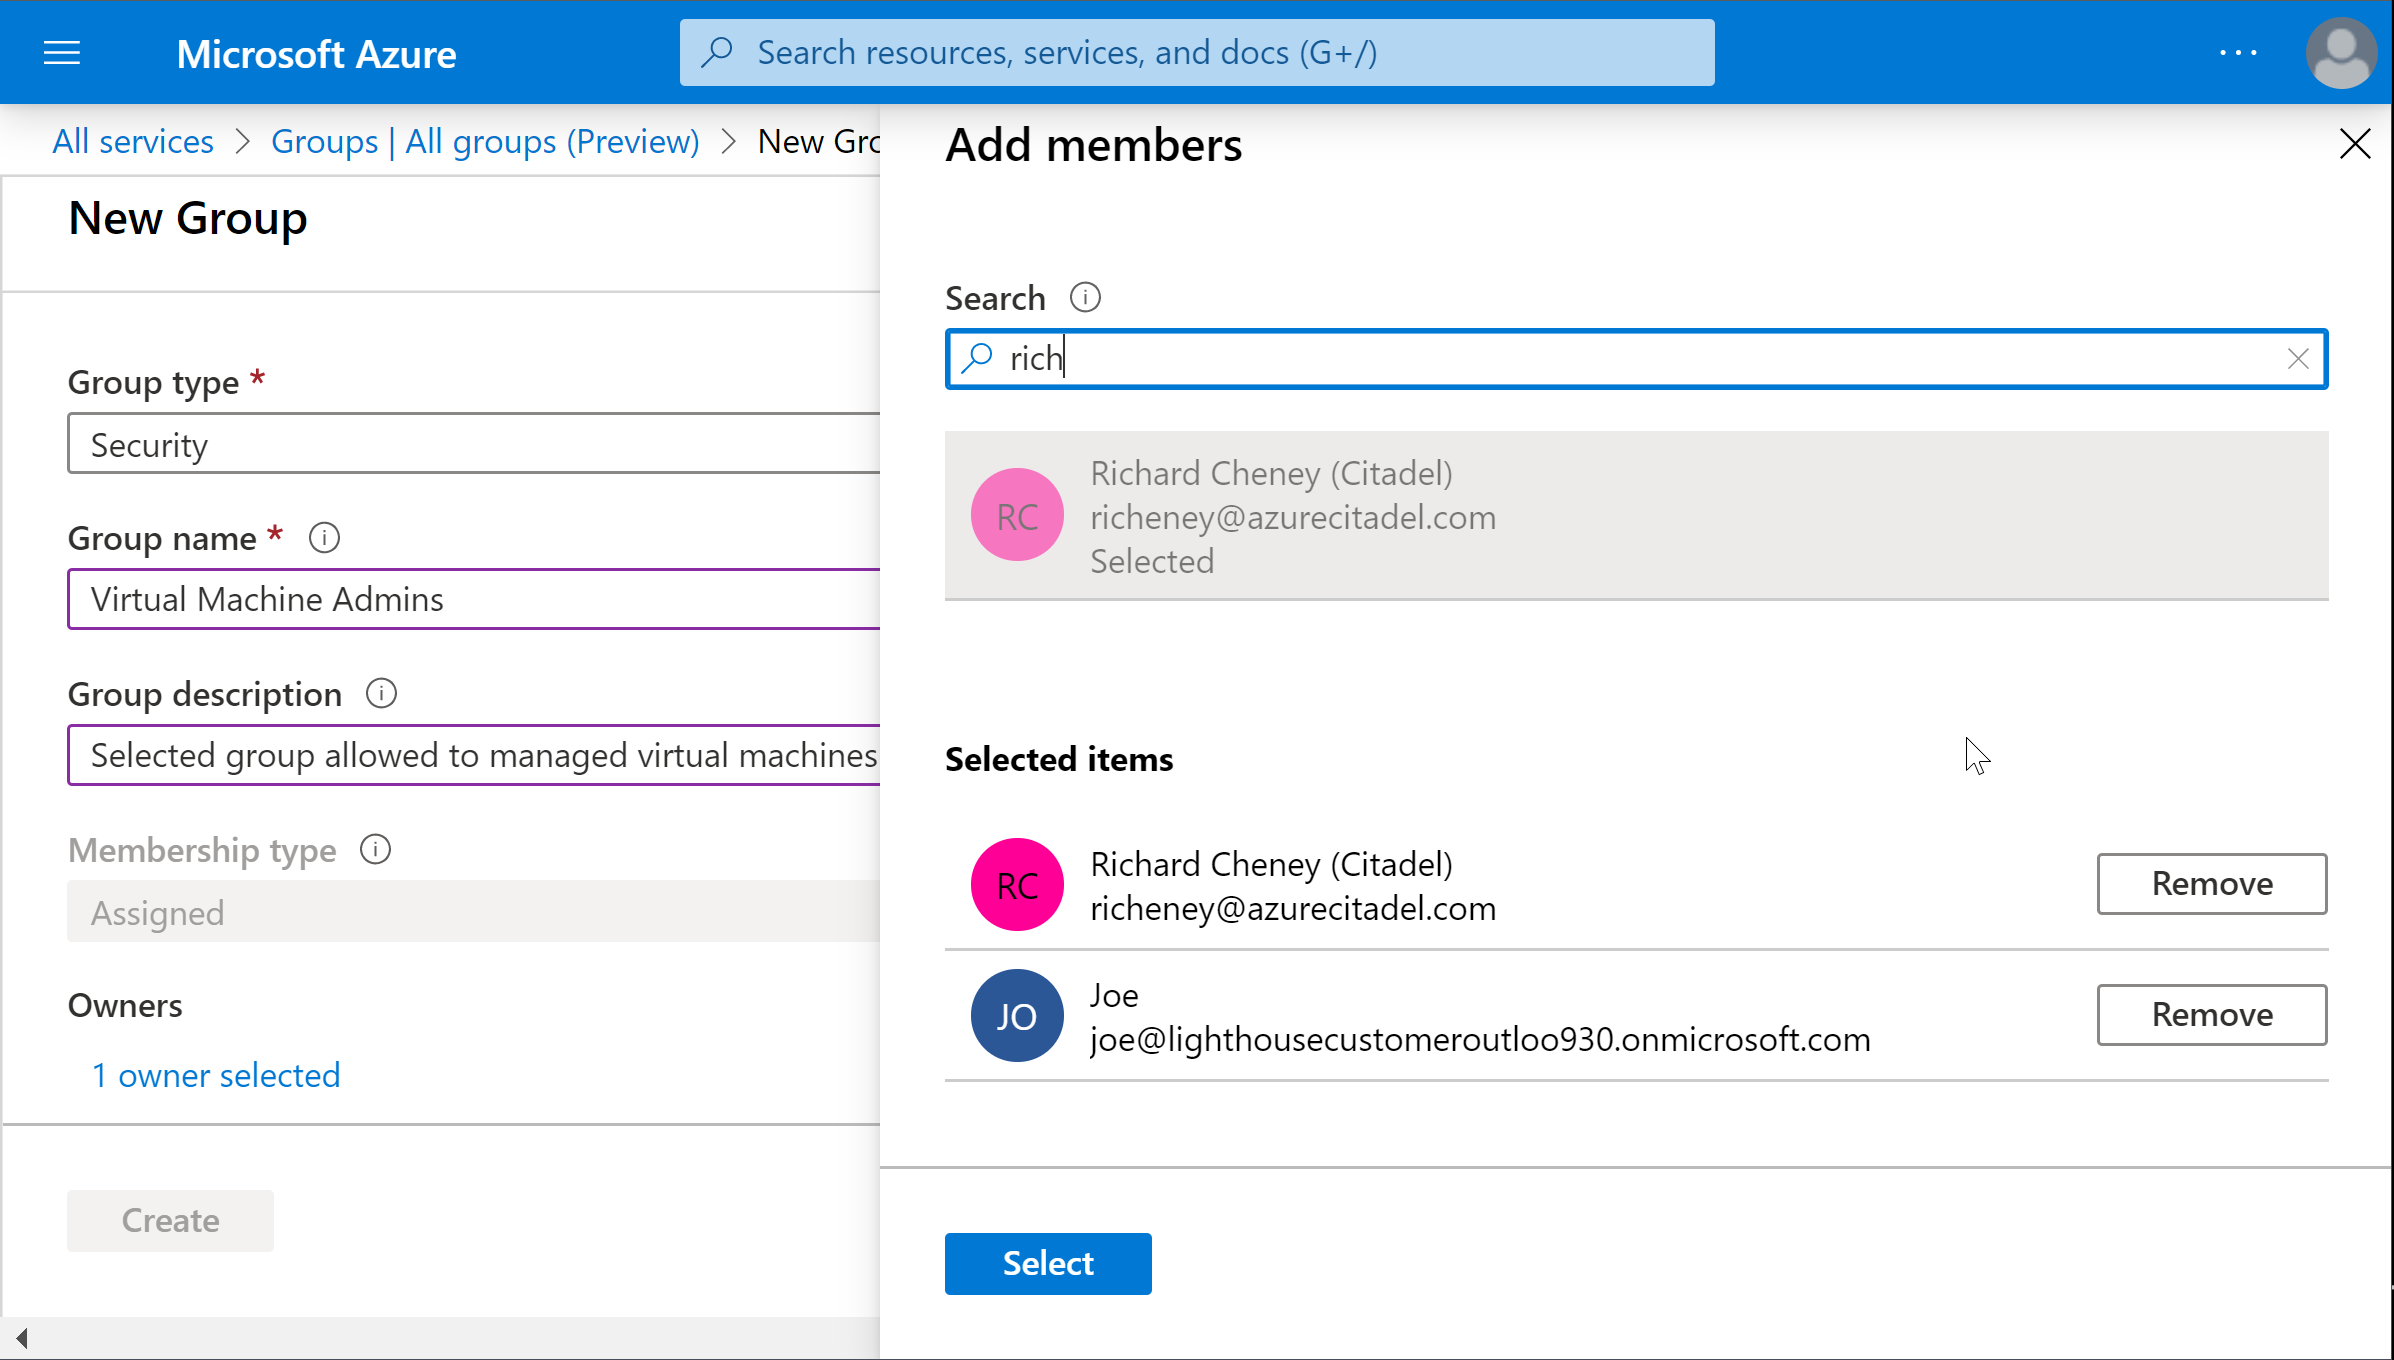 Microsoft Azure
Search resources, services, and docs (G+/)
All services > Groups | All groups (Preview) > New Gro
New Group
Group type *
Security
Group name *
Virtual Machine Admins
Group description
Selected group allowed to managed virtual machines
Membership type
Assigned
Owners
1 owner selected
Create
Add members
Search
rich
RC
Richard Cheney (Citadel)
richeney@azurecitadel.com
Selected
Selected items
RC
Richard Cheney (Citadel)
richeney@azurecitadel.com
Remove
JO
Joe
joe@lighthousecustomeroutloo930.onmicrosoft.com
Remove
Select